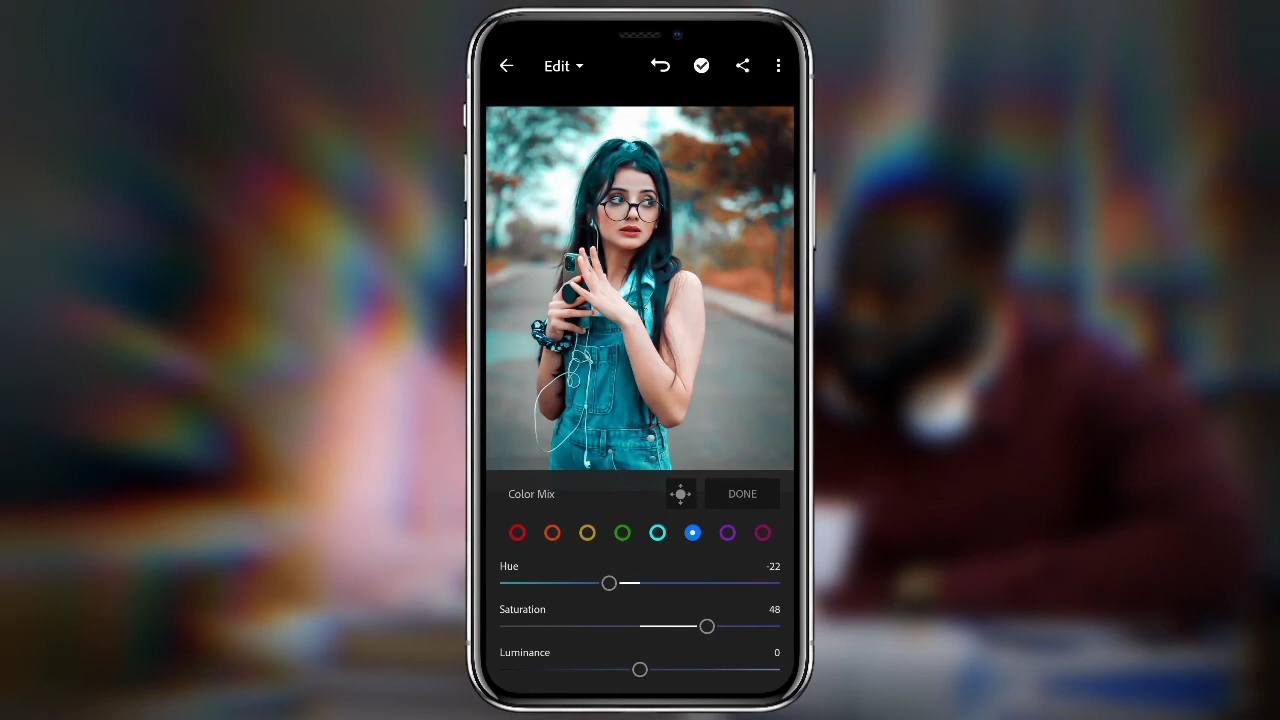 Edit
Color Mix
DONE
Hue
-22
Saturation
48
Luminance
0